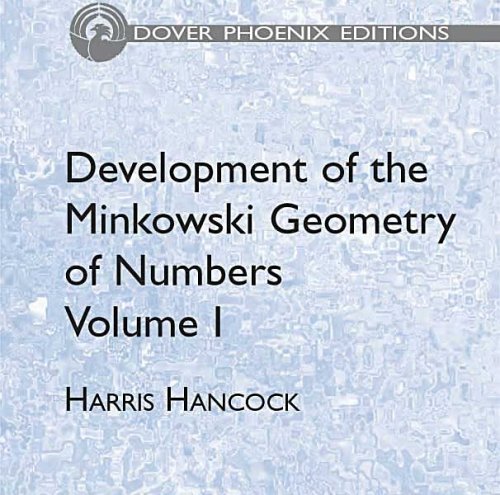 DOVER PHOENIX EDITIONS
Development of the
Minkowski Geometry
of Numbers
Volume I
HARRIS HANCOCK